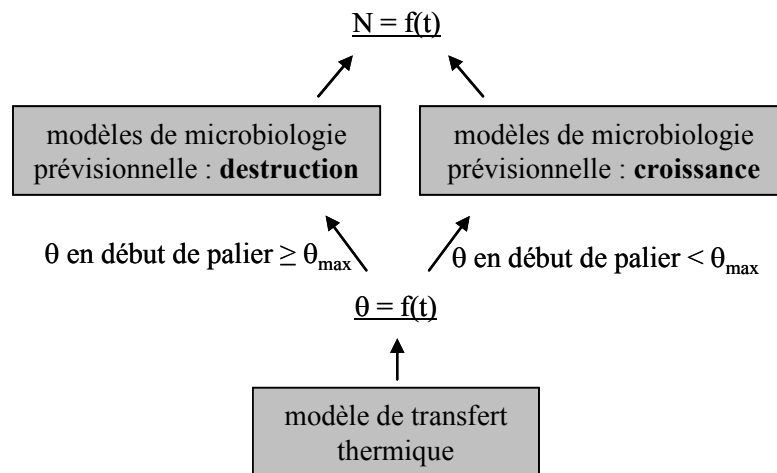 N = f(t)
modèles de microbiologie
prévisionnelle : destruction
modèles de microbiologie
prévisionnelle : croissance
θ en début de palier ≥ θmax
θ en début de palier < θmax
θ = f(t)
modèle de transfert
thermique